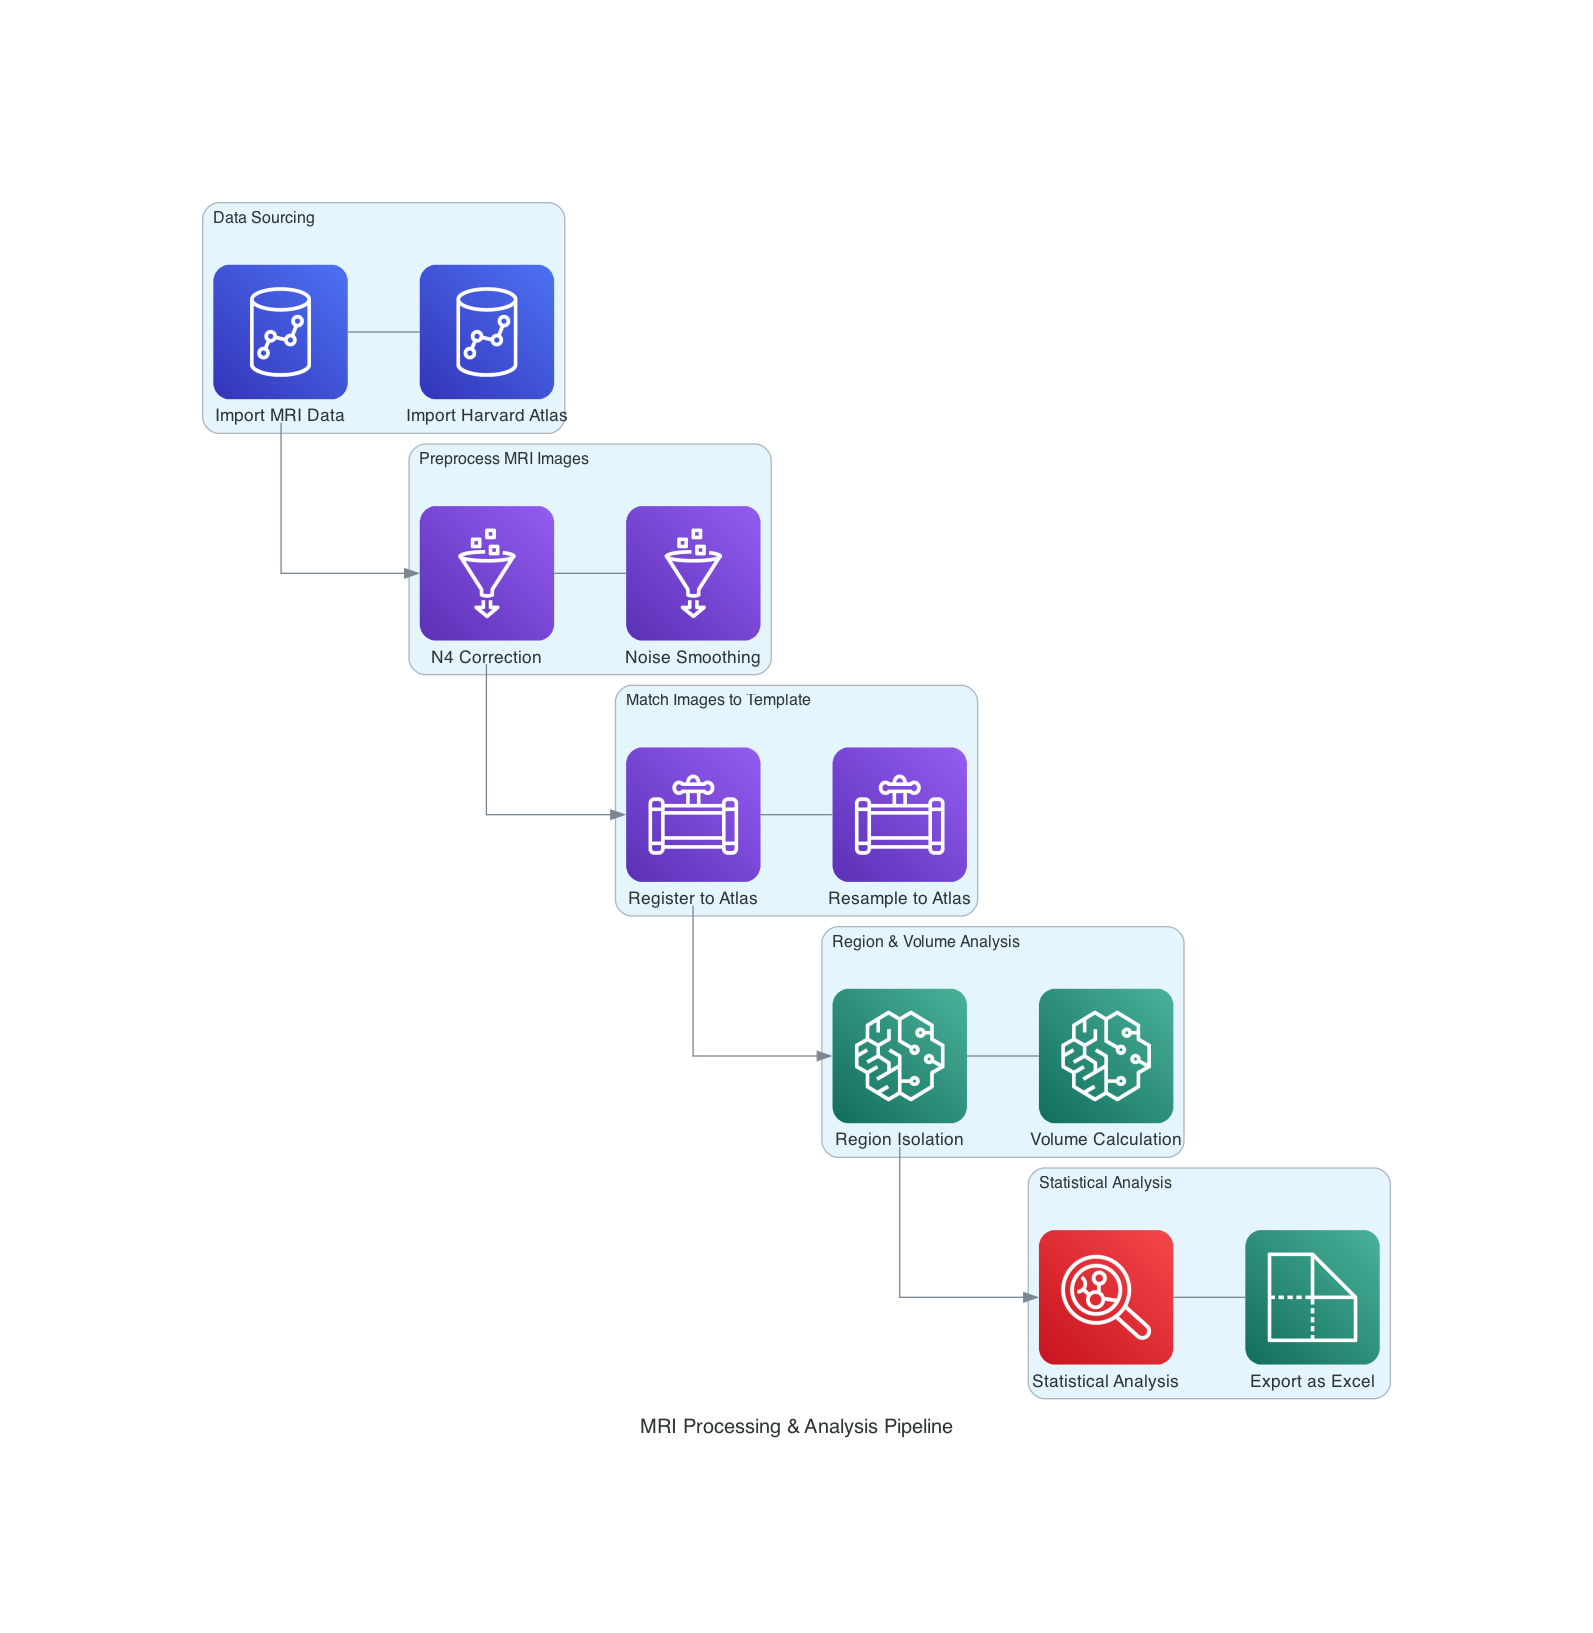 Data Sourcing
Import MRI Data
Import Harvard Atlas
Preprocess MRI Images
N4 Correction
Noise Smoothing
Match Images to Template
Register to Atlas
Resample to Atlas
Region & Volume Analysis
Region Isolation
Volume Calculation
Statistical Analysis
Statistical Analysis
Export as Excel
MRI Processing & Analysis Pipeline